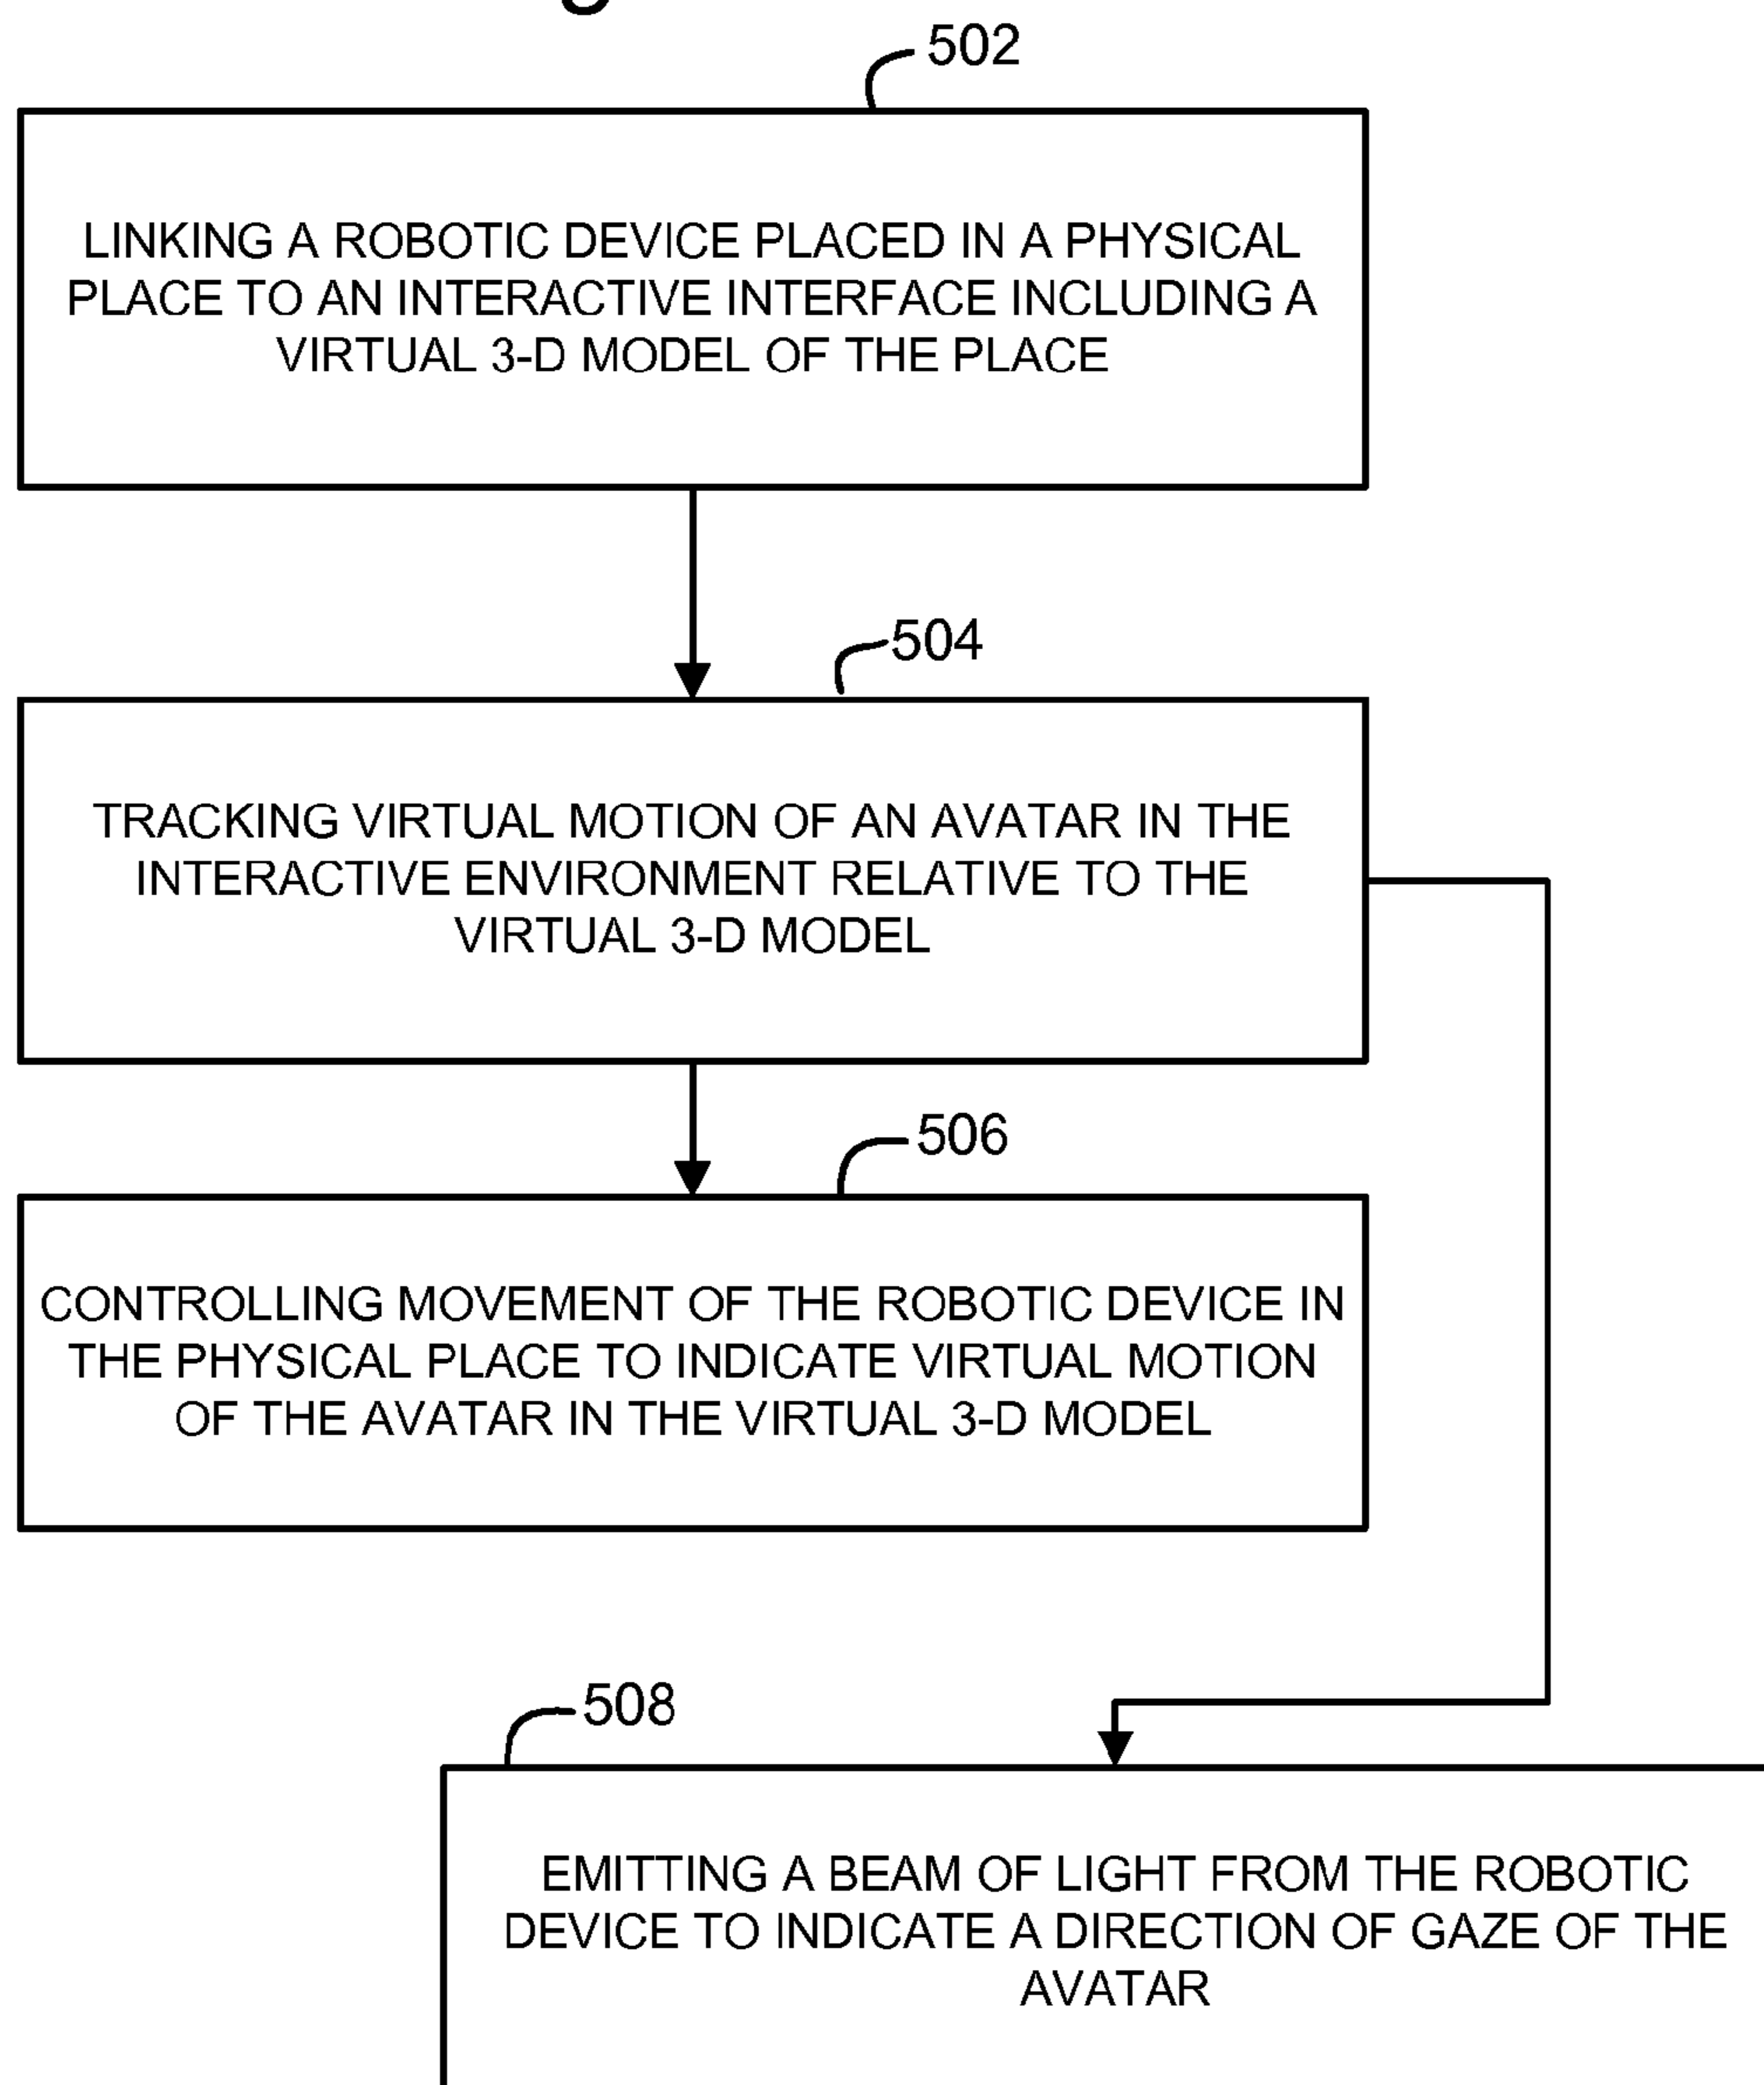 502
LINKING A ROBOTIC DEVICE PLACED IN A PHYSICAL
PLACE TO AN INTERACTIVE INTERFACE INCLUDING A
VIRTUAL 3-D MODEL OF THE PLACE
504
TRACKING VIRTUAL MOTION OF AN AVATAR IN THE
INTERACTIVE ENVIRONMENT RELATIVE TO THE
VIRTUAL 3-D MODEL
506
CONTROLLING MOVEMENT OF THE ROBOTIC DEVICE IN
THE PHYSICAL PLACE TO INDICATE VIRTUAL MOTION
OF THE AVATAR IN THE VIRTUAL 3-D MODEL
508
EMITTING A BEAM OF LIGHT FROM THE ROBOTIC
DEVICE TO INDICATE A DIRECTION OF GAZE OF THE
AVATAR